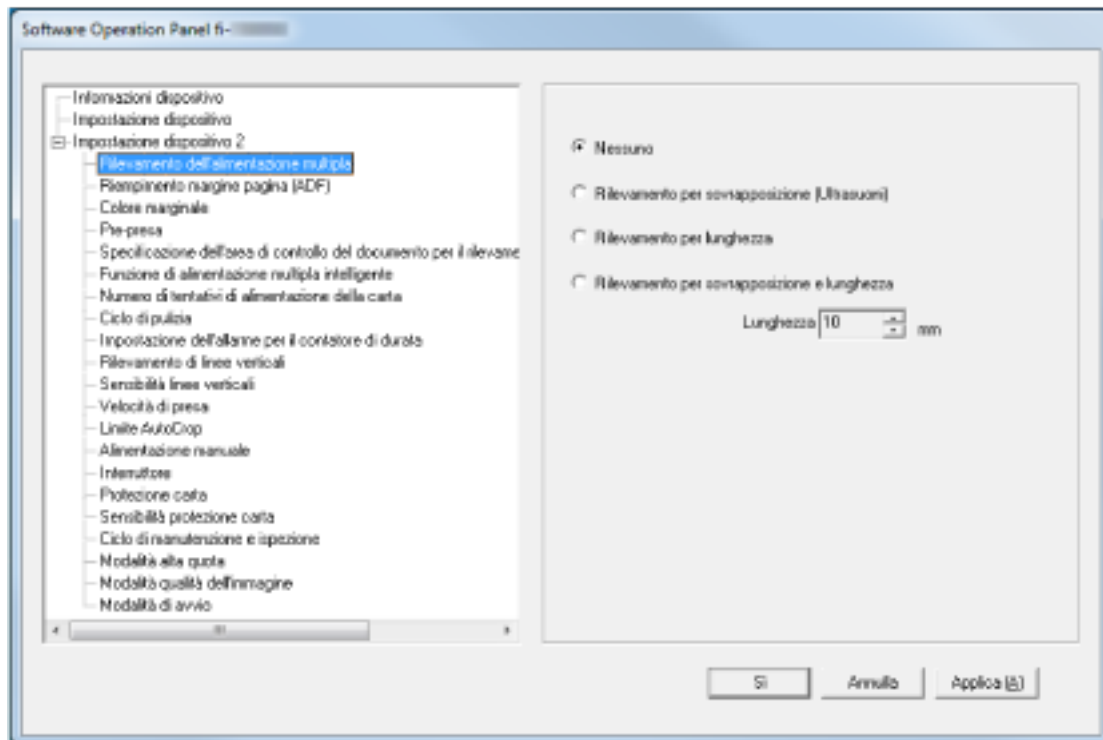 Software Operation Panel fi-
Informazioni dispositivo
Impostazione dispositivo
Impostazione dispositivo 2
Rilevamento dell'alimentazione multipla
Riempimento margine pagina (ADF)
Colore marginale
Pre-presa
Specificazione dell'area di controllo del documento per il rilevame
Funzione di alimentazione multipla intelligente
Numero di tentativi di alimentazione della carta
Ciclo di pulizia
Impostazione dell'allarme per il contatore di durata
Rilevamento di linee verticali
Sensibilità linee verticali
Velocità di presa
Limite AutoCrop
Alimentazione manuale
Interruttore
Protezione carta
Sensibilità protezione carta
Ciclo di manutenzione e ispezione
Modalità alta quota
Modalità qualità dell'immagine
Modalità di avvio
Nessuno
Rilevamento per sovrapposizione (Ultrasuoni)
Rilevamento per lunghezza
Rilevamento per sovrapposizione e lunghezza
Lunghezza 10 mm
Sì Annulla Applica (A)